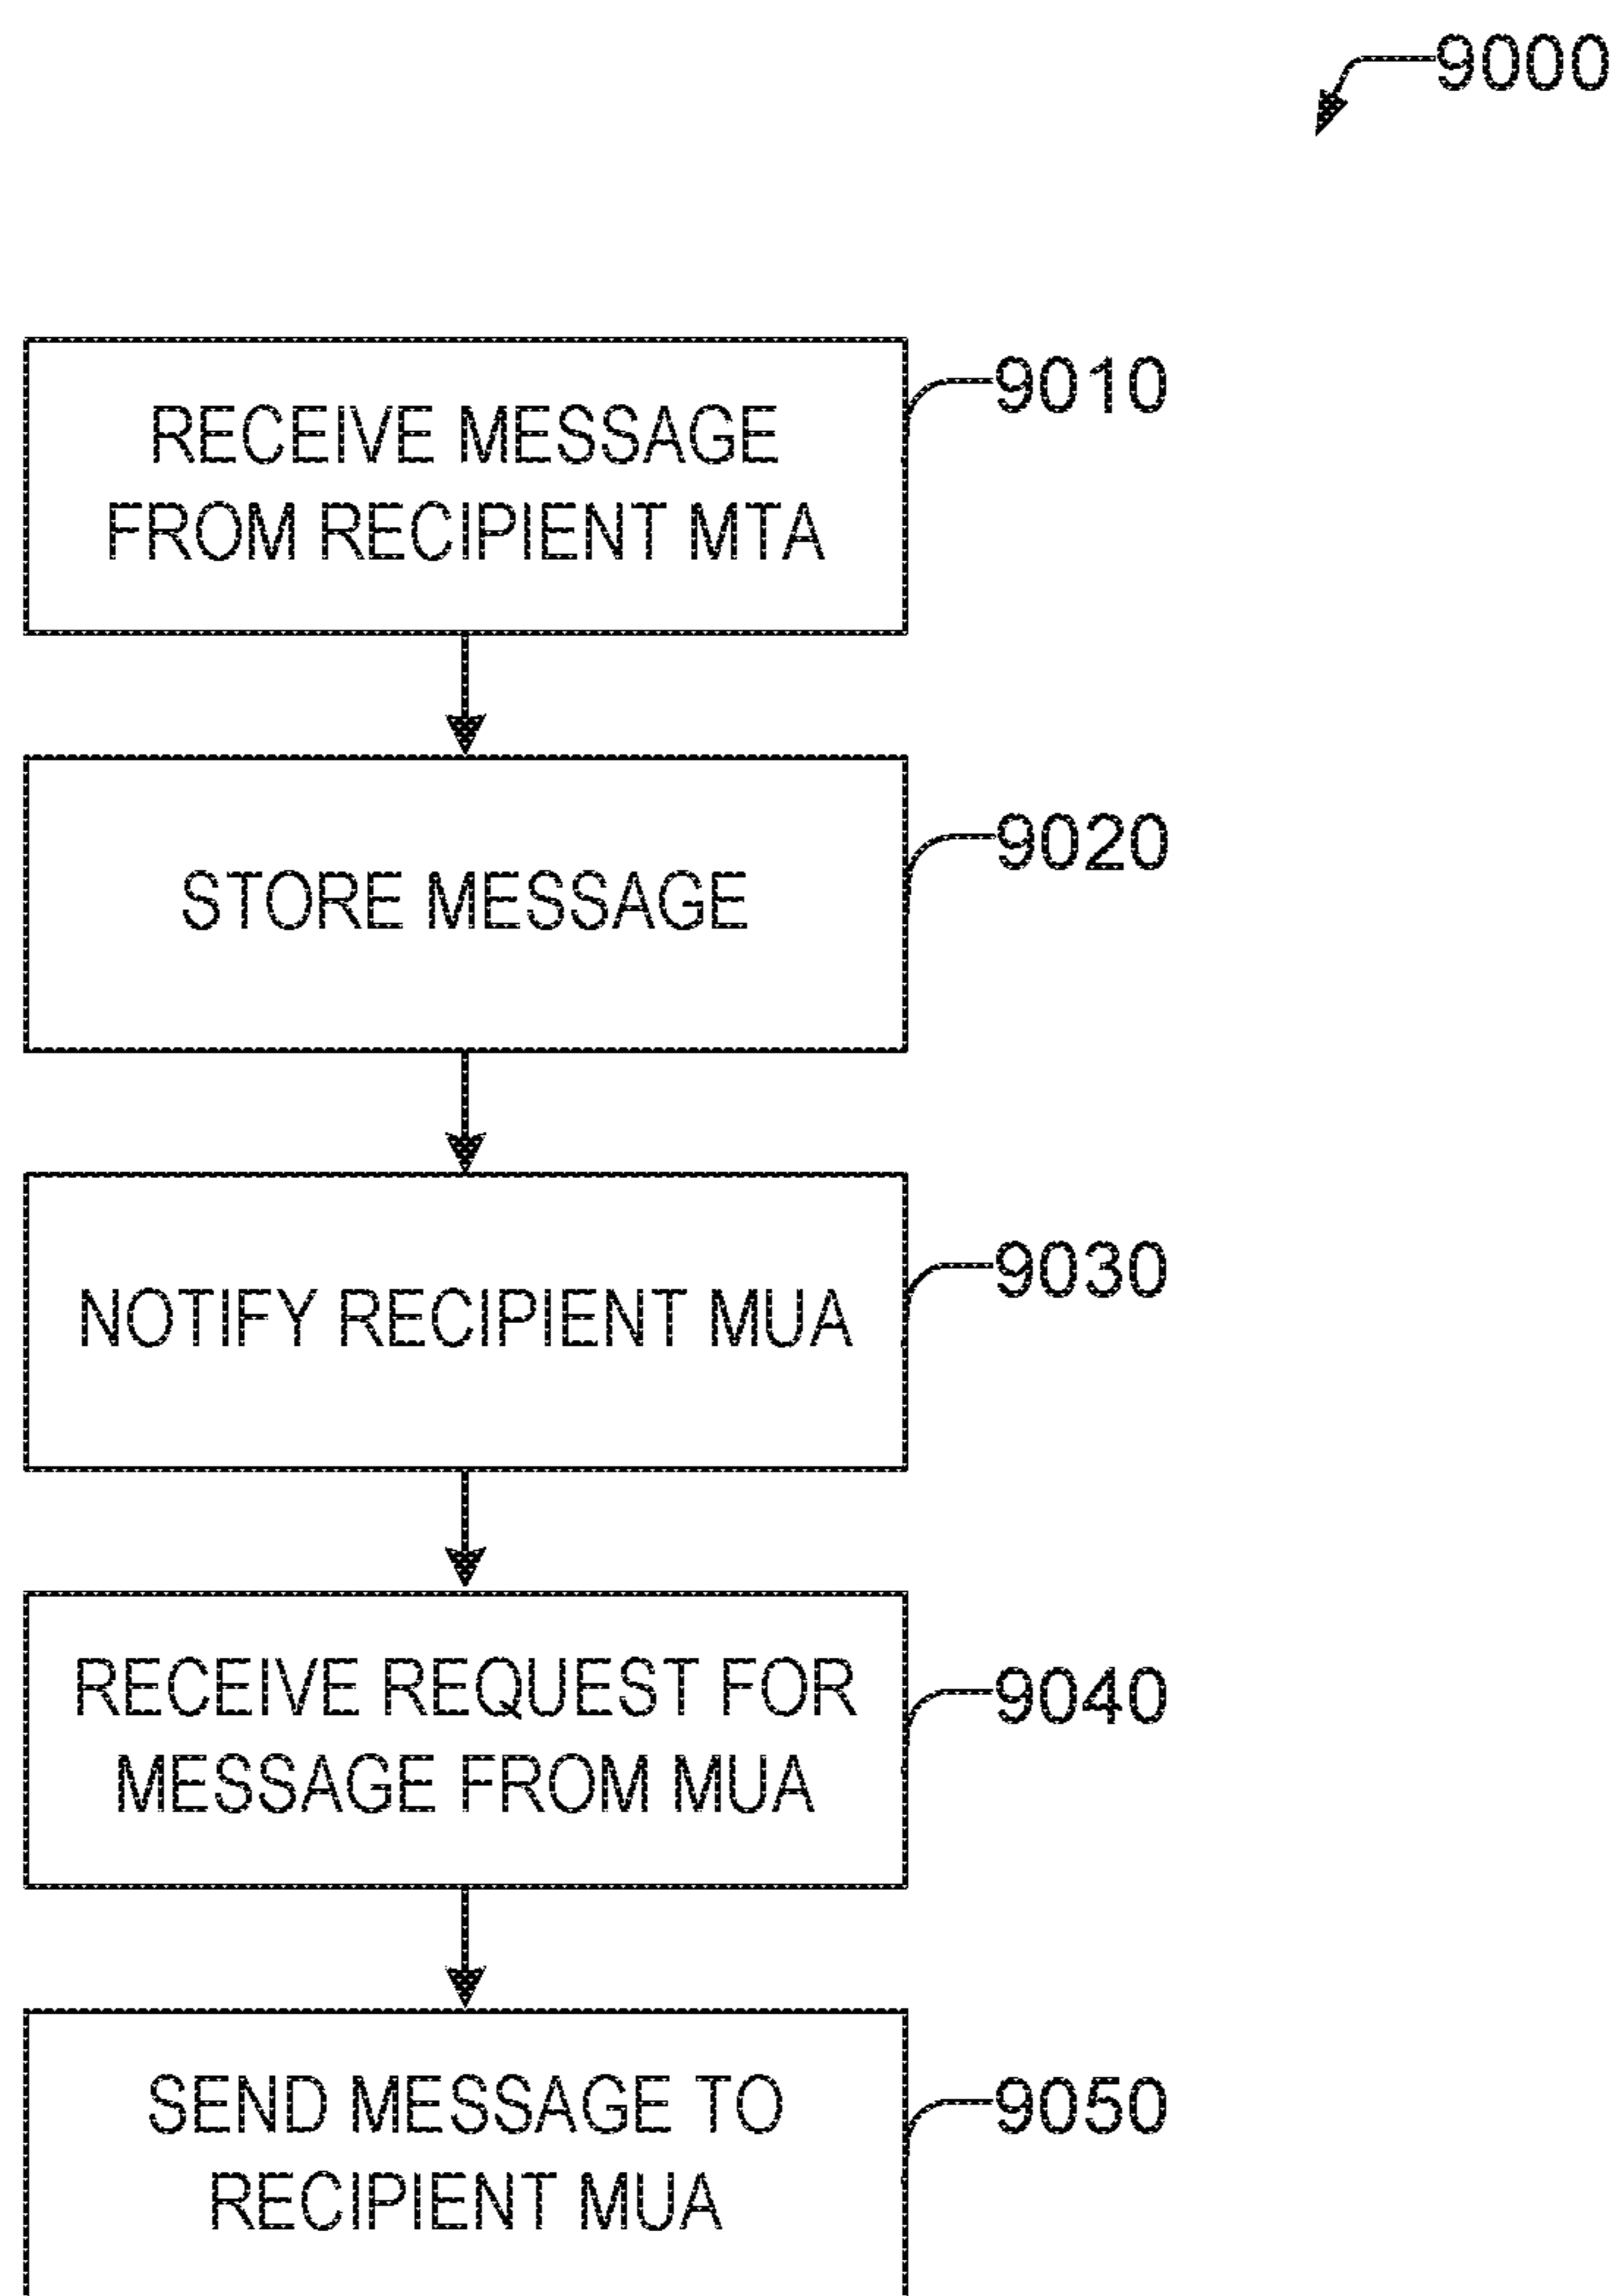 9000
RECEIVE MESSAGE
FROM RECIPIENT MTA
9010
STORE MESSAGE
9020
NOTIFY RECIPIENT MUA
9030
RECEIVE REQUEST FOR
MESSAGE FROM MUA
9040
SEND MESSAGE TO
RECIPIENT MUA
9050